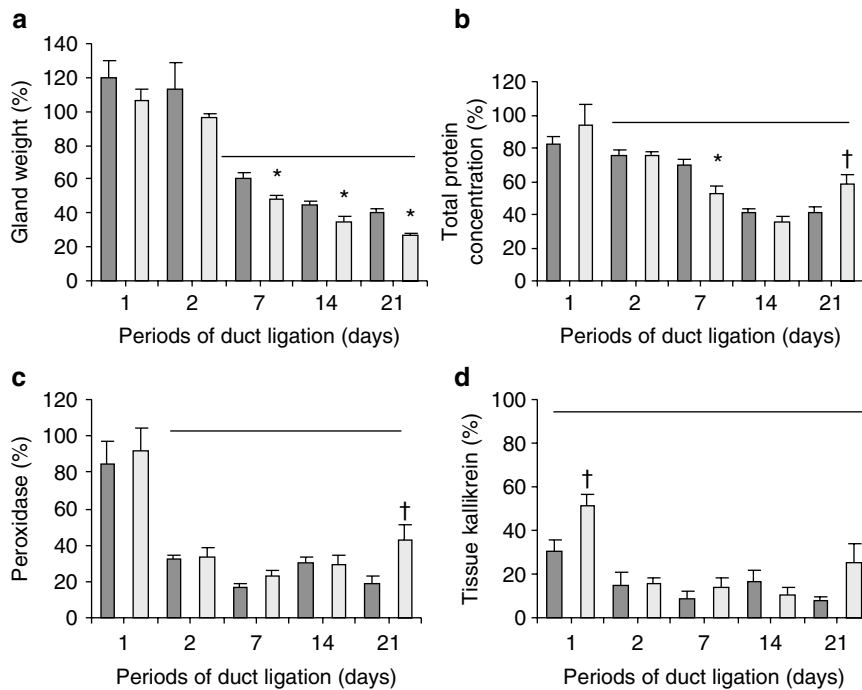 a
140
120
100
80
60
40
20
0
Gland weight (%)
* * *
1 2 7 14 21
Periods of duct ligation (days)
b
120
100
80
60
40
20
0
Total protein
concentration (%)
* †
1 2 7 14 21
Periods of duct ligation (days)
c
120
100
80
60
40
20
0
Peroxidase (%)
†
1 2 7 14 21
Periods of duct ligation (days)
d
100
80
60
40
20
0
Tissue kallikrein (%)
†
1 2 7 14 21
Periods of duct ligation (days)